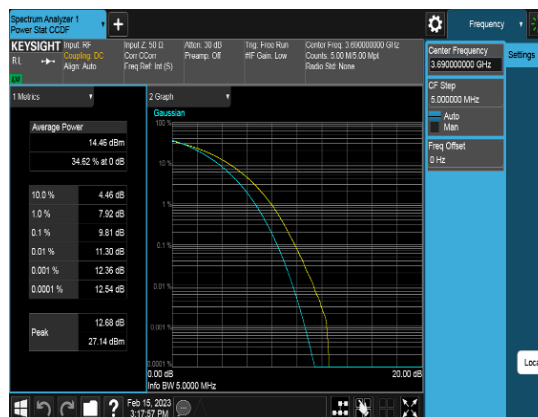 Spectrum Analyzer 1
Power Stat CCDF
Frequency
KEYSIGHT
Input: RF
Coupling: DC
Align: Auto
Input Z: 50 Ω
Corr CCorr
Freq Ref: Int (S)
Atten: 30 dB
Preamp: Off
Trig: Free Run
#IF Gain: Low
Center Freq: 3.690000000 GHz
Counts: 5.00 M/5.00 Mpt
Radio Std: None
RL
Center Frequency
3.690000000 GHz
Settings
CF Step
5.000000 MHz
Auto
Man
Freq Offset
0 Hz
1 Metrics
Average Power
14.46 dBm
34.62 % at 0 dB
10.0 % 4.46 dB
1.0 % 7.92 dB
0.1 % 9.81 dB
0.01 % 11.30 dB
0.001 % 12.36 dB
0.0001 % 12.54 dB
Peak
12.68 dB
27.14 dBm
2 Graph
Gaussian
100 %
10 %
1 %
0.1 %
0.01 %
0.001 %
0.0001 %
0.00 dB
20.00 dB
Info BW 5.0000 MHz
Loca
?
Feb 15, 2023
3:17:57 PM